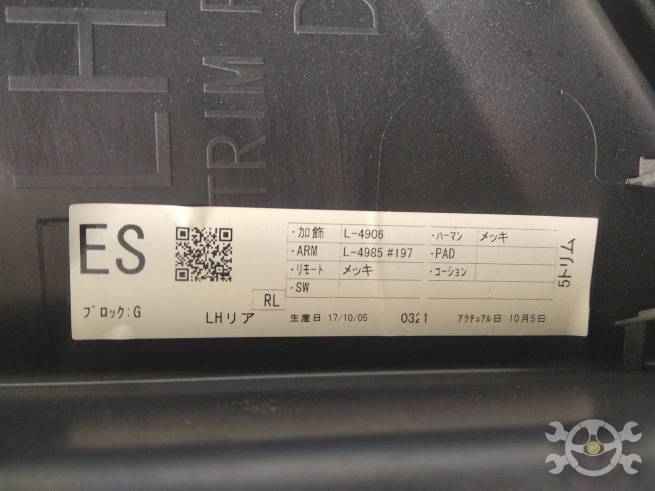 LH
TRIM
D
ES
ブロック:G
RL
LHリア
・加飾 L-4906
・ARM L-4985 #197
・リモート メッキ
・SW
・ハーマン メッキ
・PAD
・コーション
生産日:17/10/05
0321
アクチュアル日:10月5日
5トリム